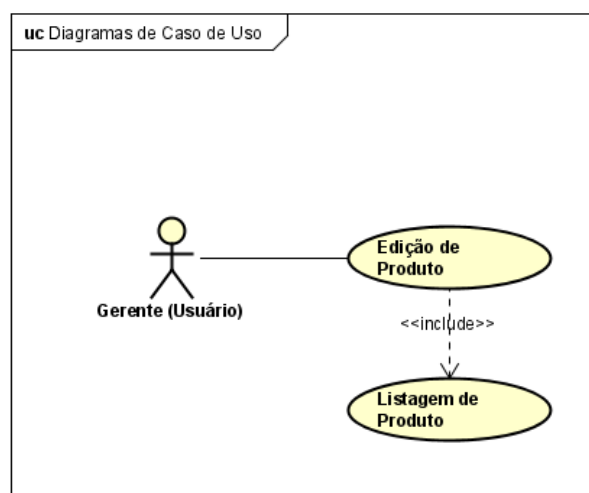 uc Diagramas de Caso de Uso
Edição de
Produto
Gerente (Usuário)
<<include>>
Listagem de
Produto